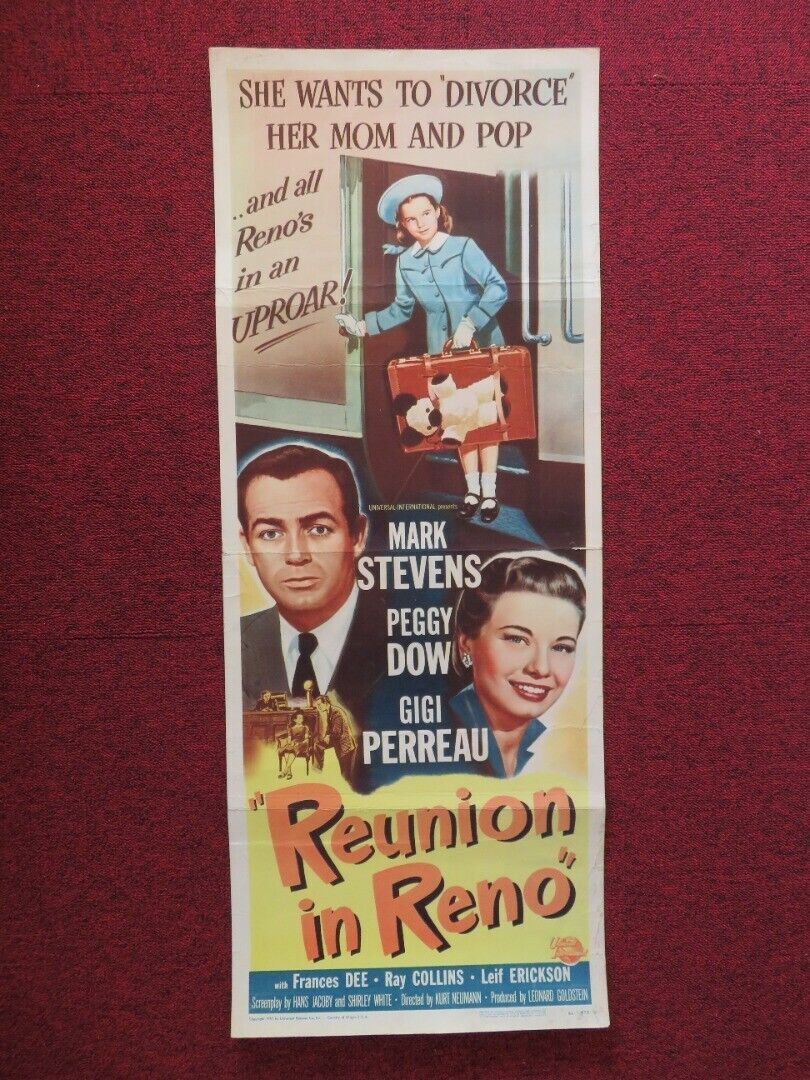 SHE WANTS TO "DIVORCE"
HER MOM AND POP
..and all
Reno's
in an
UPROAR!
UNIVERSAL-INTERNATIONAL presents
MARK
STEVENS
PEGGY
DOW
GIGI
PERREAU
"Reunion
in Reno"
with Frances DEE · Ray COLLINS · Leif ERICKSON
Screenplay by HANS JACOBY and SHIRLEY WHITE · Directed by KURT NEUMANN · Produced by LEONARD GOLDSTEIN